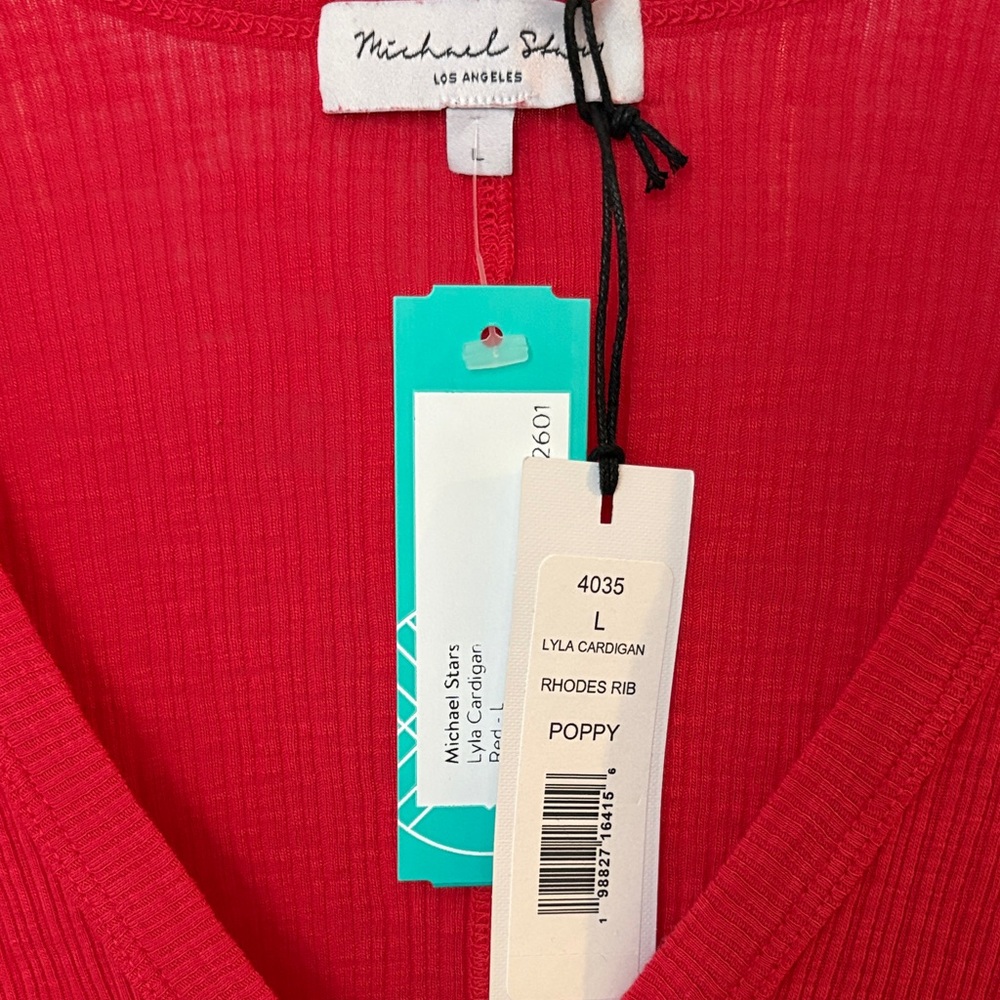 Michael Stars
LOS ANGELES
L
2601
Michael Stars
Lyla Cardigan
Red - L
4035
L
LYLA CARDIGAN
RHODES RIB
POPPY
1 98827 16415 6